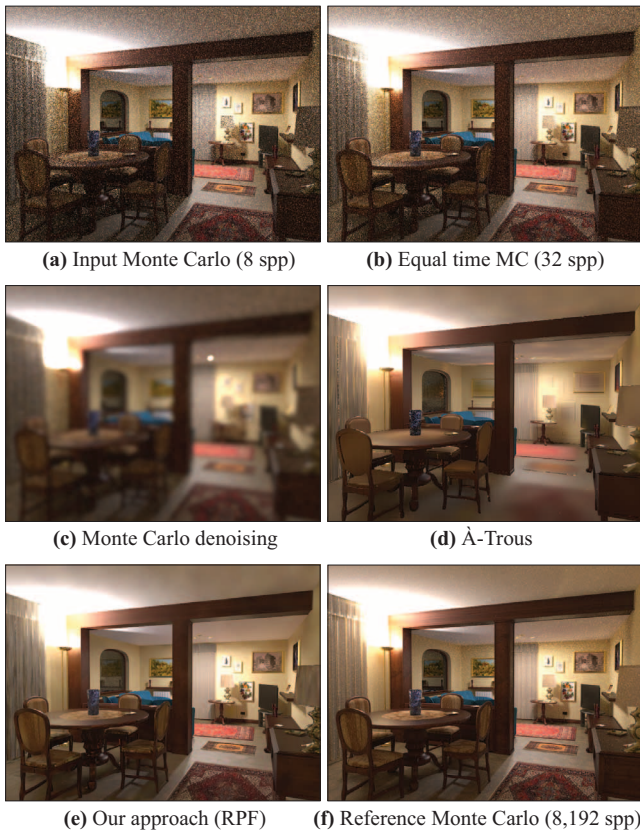 (a) Input Monte Carlo (8 spp)
(b) Equal time MC (32 spp)
(c) Monte Carlo denoising
(d) À-Trous
(e) Our approach (RPF)
(f) Reference Monte Carlo (8,192 spp)